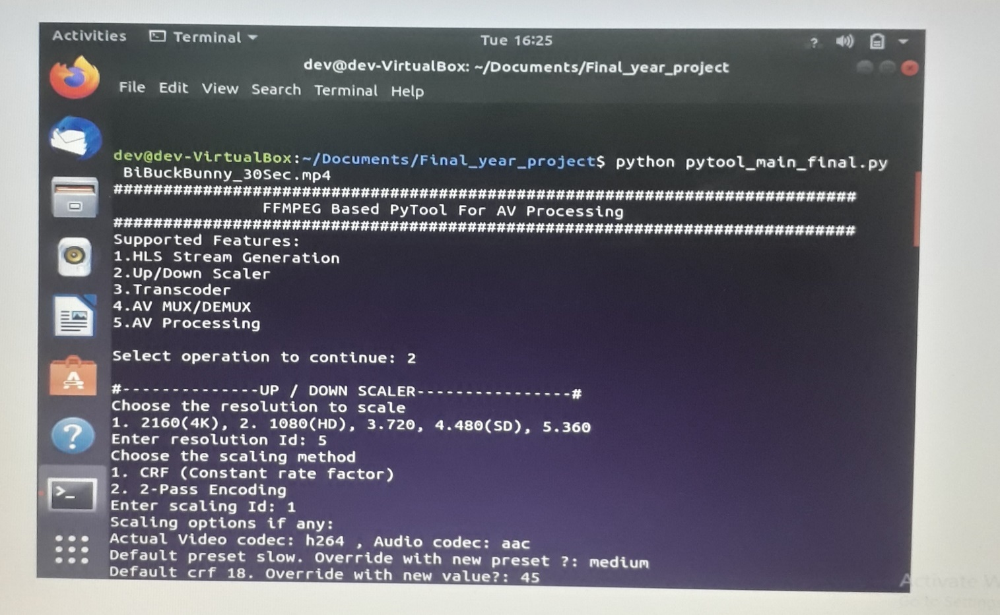 Activities Terminal Tue 16:25 ?
dev@dev-VirtualBox: ~/Documents/Final_year_project
File Edit View Search Terminal Help
dev@dev-VirtualBox:~/Documents/Final_year_project$ python pytool_main_final.py
BiBuckBunny_30Sec.mp4
###########################################################################
FFMPEG Based PyTool For AV Processing
###########################################################################
Supported Features:
1.HLS Stream Generation
2.Up/Down Scaler
3.Transcoder
4.AV MUX/DEMUX
5.AV Processing
Select operation to continue: 2
#--------------UP / DOWN SCALER----------------#
Choose the resolution to scale
1. 2160(4K), 2. 1080(HD), 3.720, 4.480(SD), 5.360
Enter resolution Id: 5
Choose the scaling method
1. CRF (Constant rate factor)
2. 2-Pass Encoding
Enter scaling Id: 1
Scaling options if any:
Actual Video codec: h264 , Audio codec: aac
Default preset slow. Override with new preset ?: medium
Default crf 18. Override with new value?: 45
Activate W
Go to Setting